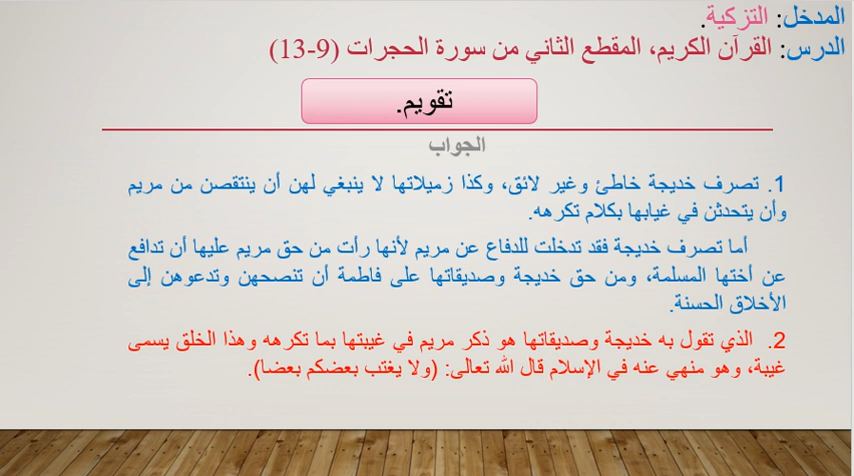 المدخل: التزكية.
الدرس: القرآن الكريم، المقطع الثاني من سورة الحجرات (9-13)
تقويم.
الجواب
1. تصرف خديجة خاطئ وغير لائق، وكذا زميلاتها لا ينبغي لهن أن ينتقصن من مريم
وأن يتحدثن في غيابها بكلام تكرهه.
أما تصرف خديجة فقد تدخلت للدفاع عن مريم لأنها رأت من حق مريم عليها أن تدافع
عن أختها المسلمة، ومن حق خديجة وصديقاتها على فاطمة أن تنصحهن وتدعوهن إلى
الأخلاق الحسنة.
2. الذي تقول به خديجة وصديقاتها هو ذكر مريم في غيبتها بما تكرهه وهذا الخلق يسمى
غيبة، وهو منهي عنه في الإسلام قال الله تعالى: (ولا يغتب بعضكم بعضا).